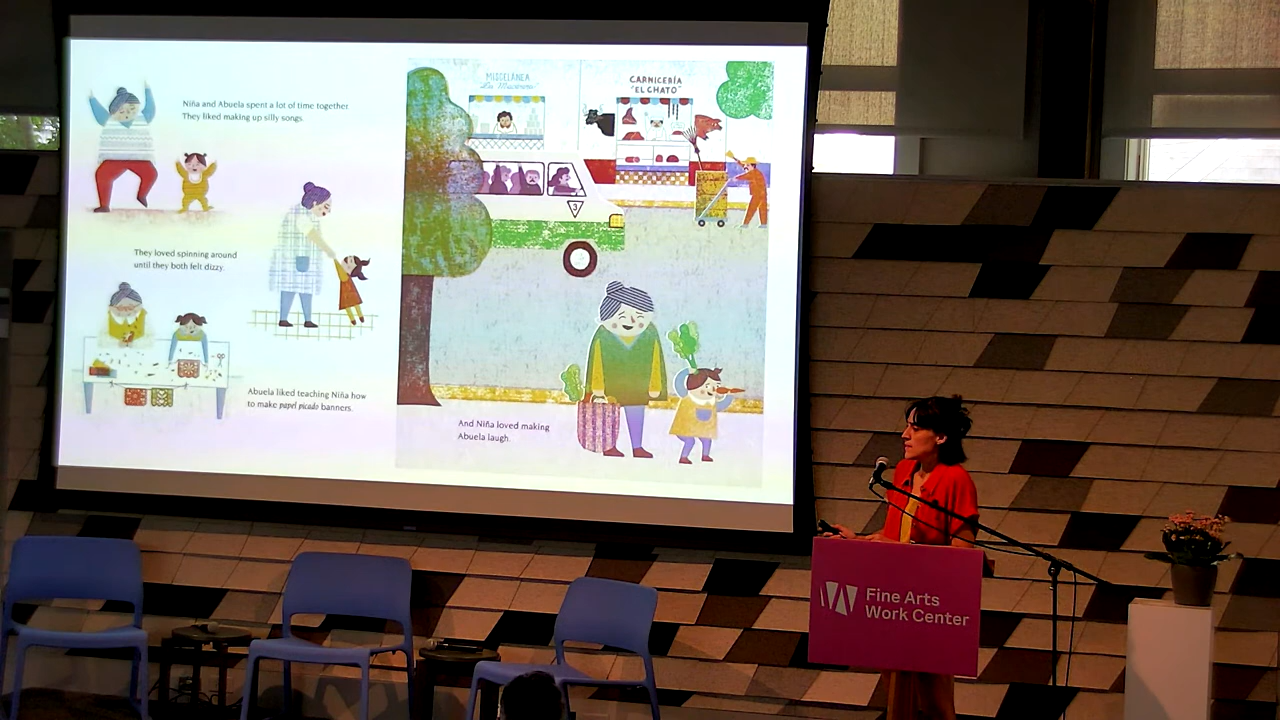 Niña and Abuela spent a lot of time together.
They liked making up silly songs.
They loved spinning around
until they both felt dizzy.
Abuela liked teaching Niña how
to make papel picado banners.
MISCELÁNEA
CARNICERÍA
"EL CHATO"
3
And Niña loved making
Abuela laugh.
Fine Arts
Work Center